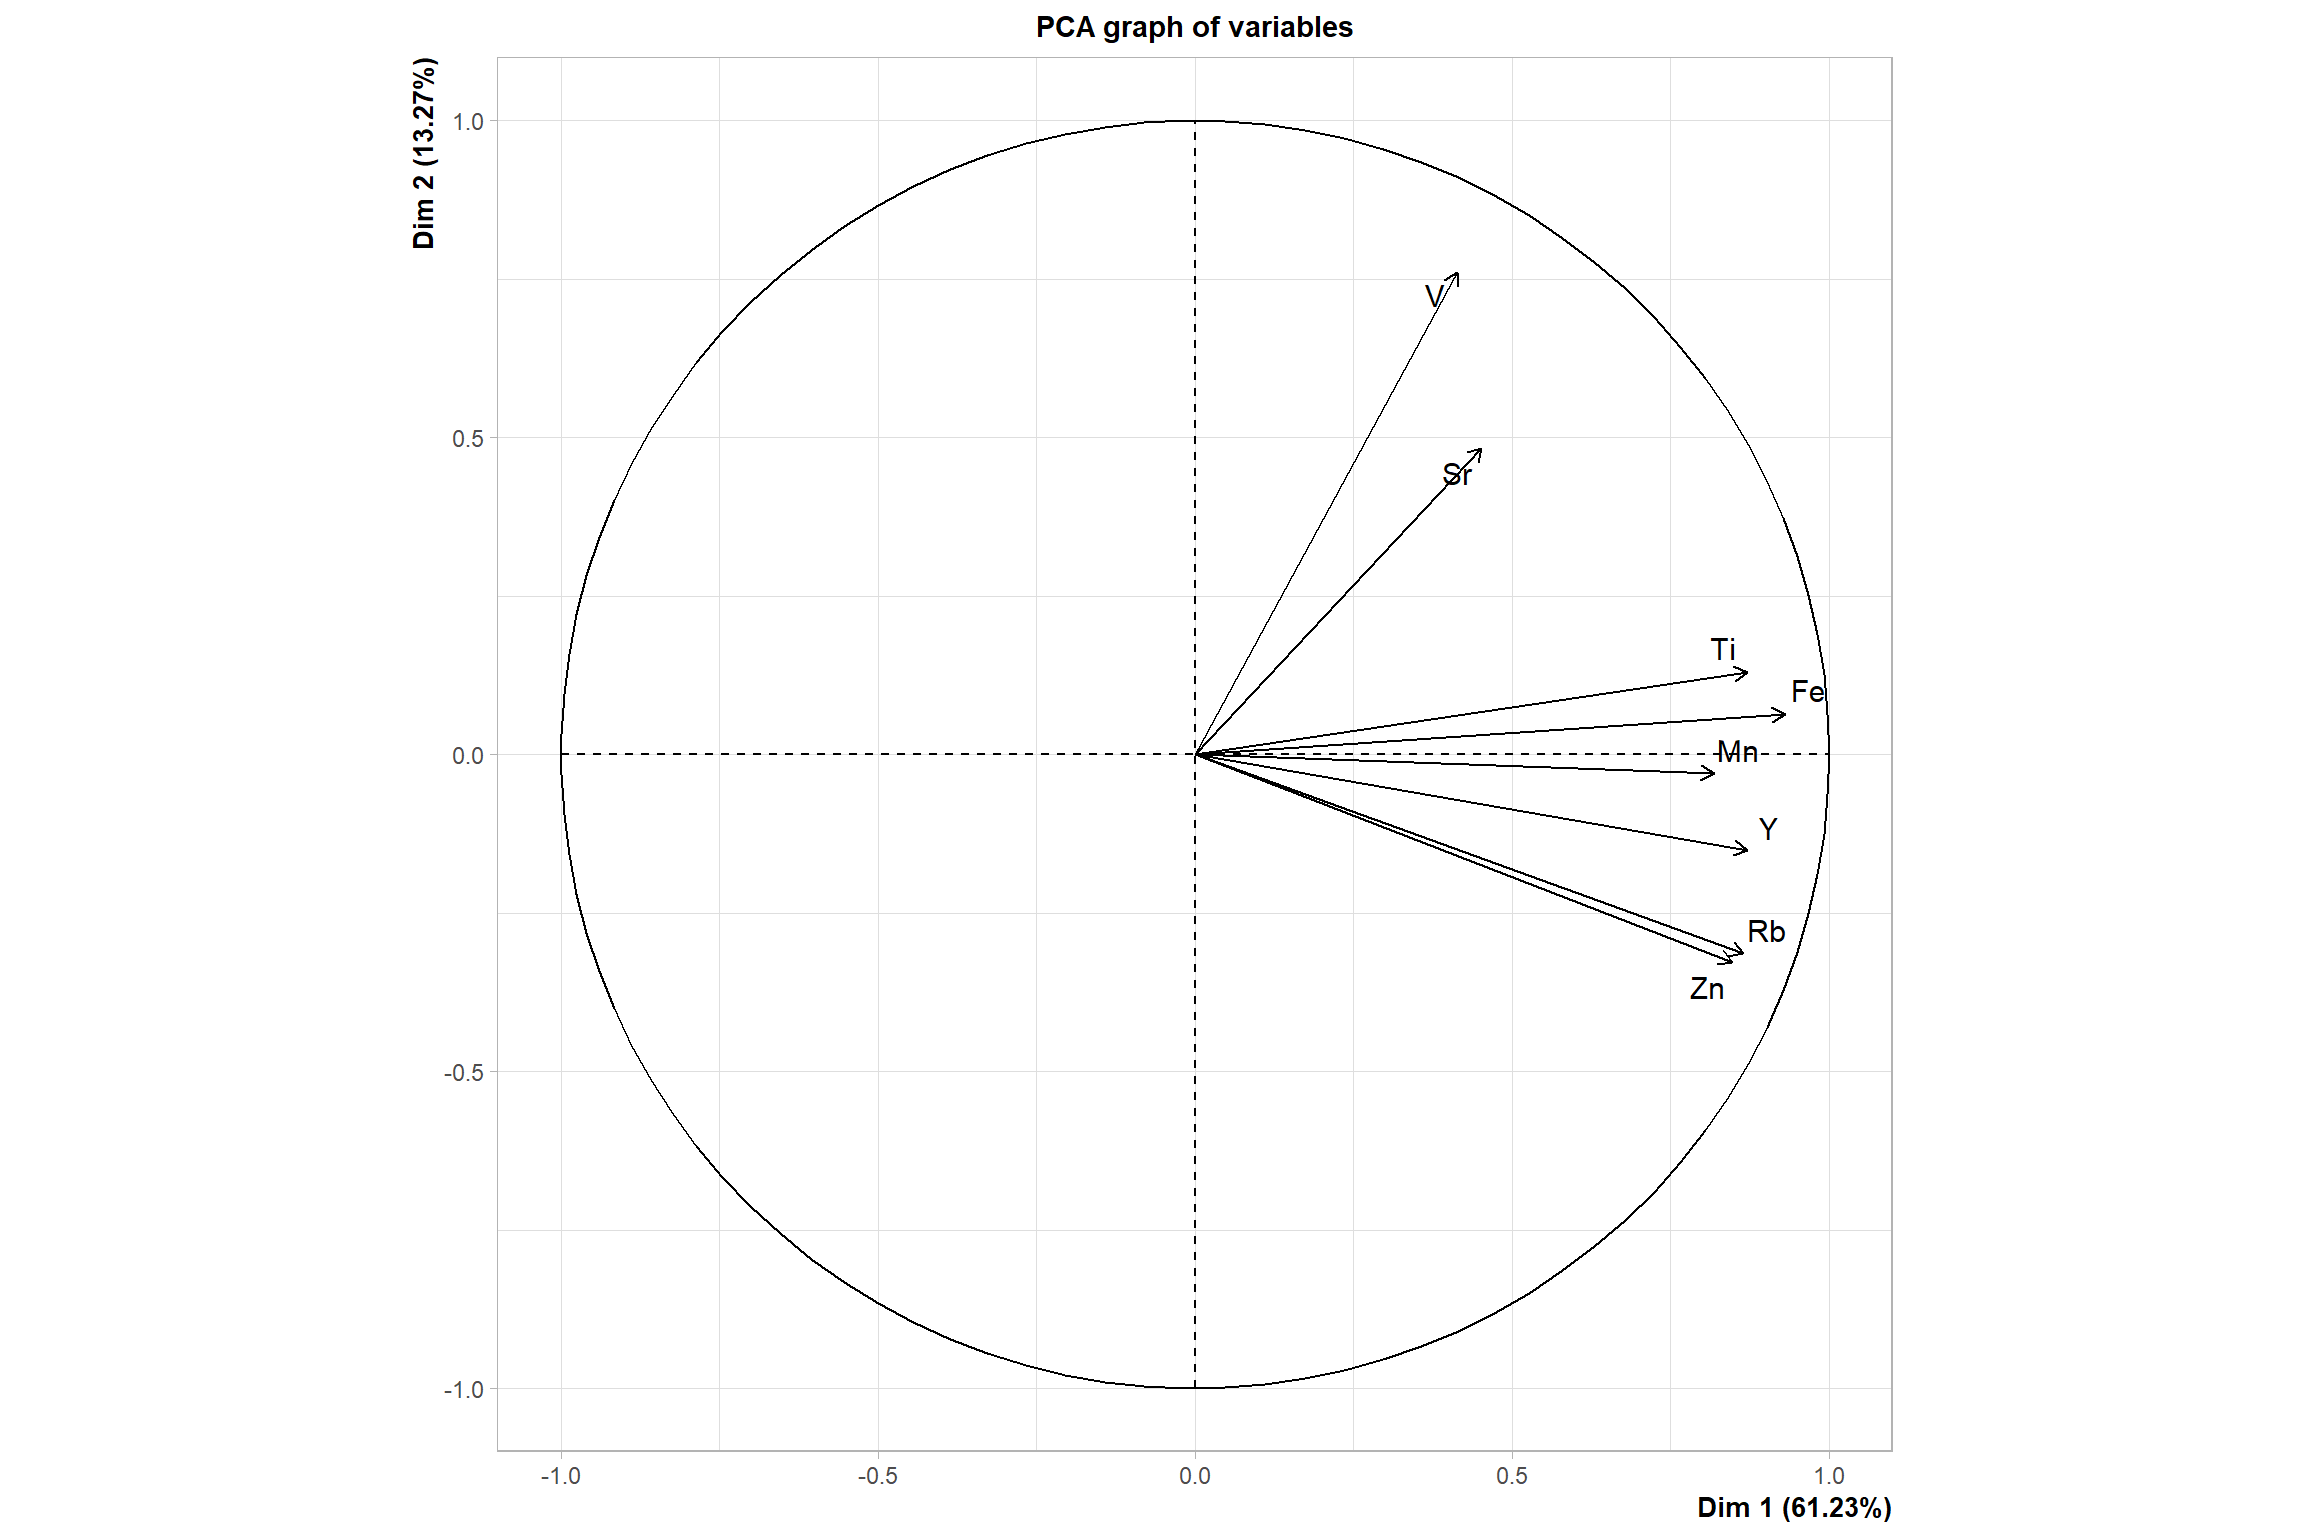 PCA graph of variables
Dim 2 (13.27%)
1.0
0.5
0.0
-0.5
-1.0
V
Sr
Ti
Fe
Mn
Y
Rb
Zn
-1.0 -0.5 0.0 0.5 1.0
Dim 1 (61.23%)